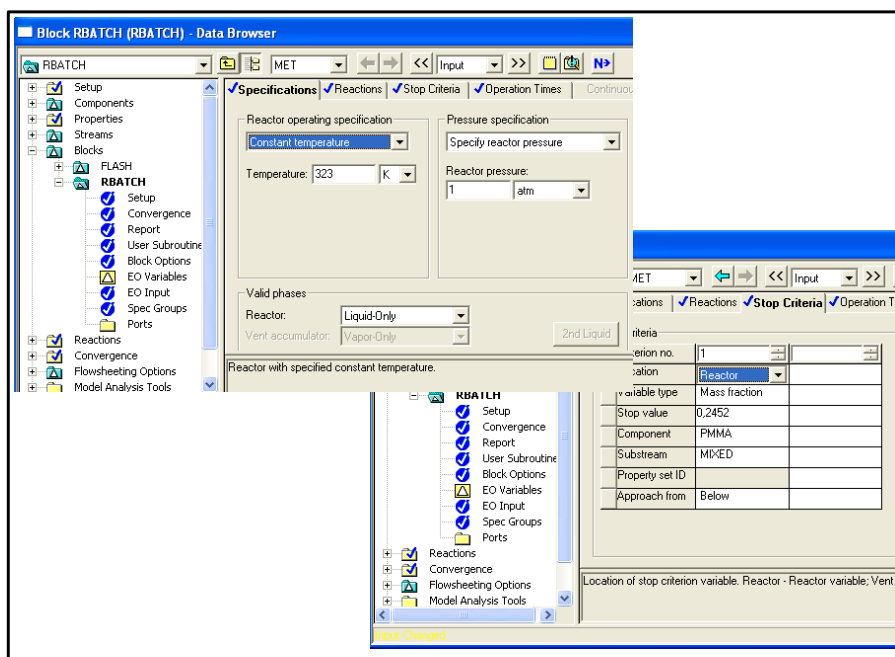 Block RBATCH (RBATCH) - Data Browser
RBATCH MET Input N>
Setup
Components
Properties
Streams
Blocks
FLASH
RBATCH
Setup
Convergence
Report
User Subroutine
Block Options
EO Variables
EO Input
Spec Groups
Ports
Reactions
Convergence
Flowsheeting Options
Model Analysis Tools
Specifications Reactions Stop Criteria Operation Times Continuou
Reactor operating specification
Constant temperature
Temperature: 323 K
Pressure specification
Specify reactor pressure
Reactor pressure:
1 atm
Valid phases
Reactor: Liquid-Only
Vent accumulator: Vapor-Only
2nd Liquid
Reactor with specified constant temperature.
MET Input
cations Reactions Stop Criteria Operation T
riteria
terion no. 1
cation Reactor
Variable type Mass fraction
Stop value 0,2452
Component PMMA
Substream MIXED
Property set ID
Approach from Below
RBATCH
Setup
Convergence
Report
User Subroutine
Block Options
EO Variables
EO Input
Spec Groups
Ports
Reactions
Convergence
Flowsheeting Options
Model Analysis Tools
Location of stop criterion variable. Reactor - Reactor variable; Vent
Input Changed